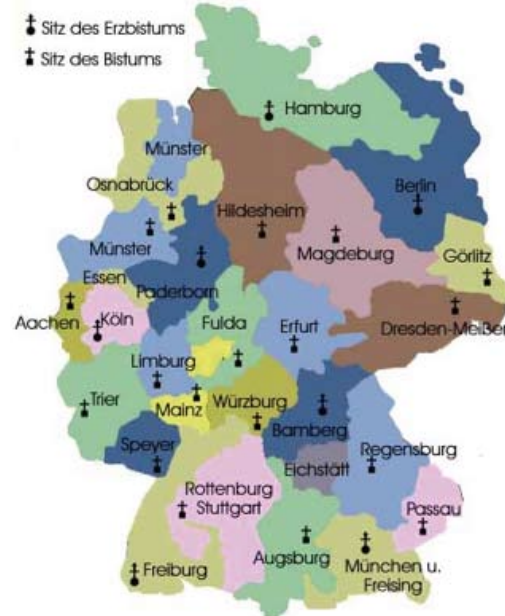 Sitz des Erzbistums
Sitz des Bistums
Hamburg
Münster
Osnabrück
Berlin
Hildesheim
Münster
Magdeburg
Görlitz
Essen
Paderborn
Aachen
Köln
Fulda
Erfurt
Dresden-Meißen
Limburg
Trier
Mainz
Würzburg
Bamberg
Speyer
Eichstätt
Regensburg
Rottenburg
Stuttgart
Passau
Augsburg
München u.
Freising
Freiburg